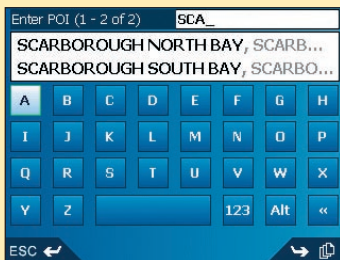 Enter POI (1 - 2 of 2) SCA_
SCARBOROUGH NORTH BAY, SCARB...
SCARBOROUGH SOUTH BAY, SCARBO...
A B C D E F G H
I J K L M N O P
Q R S T U V W X
Y Z 123 Alt «
ESC